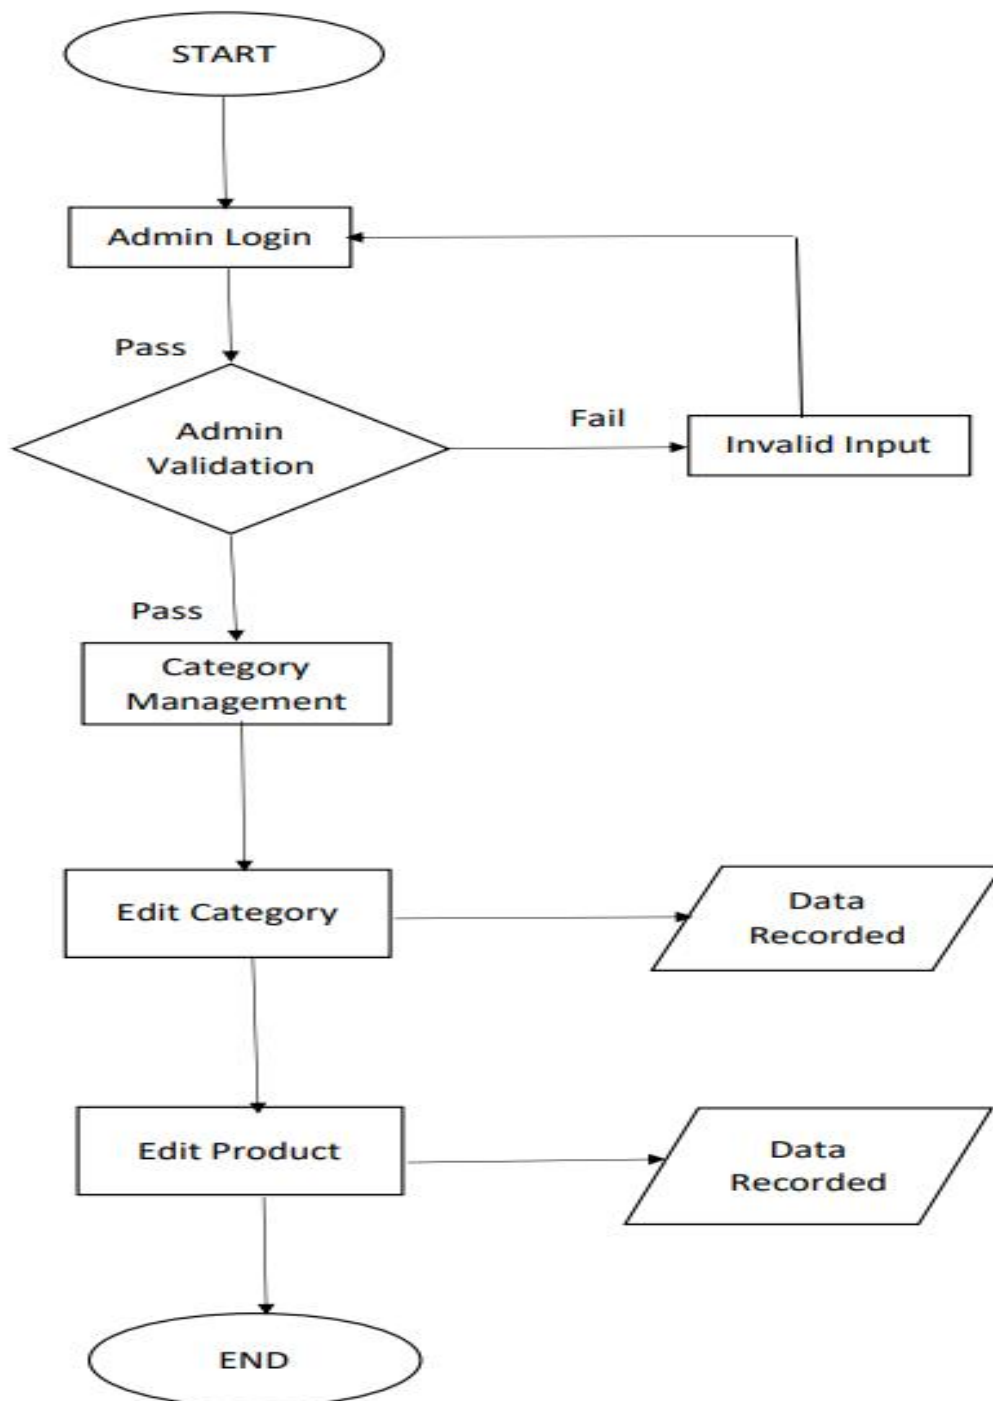 START
Admin Login
Pass
Admin
Validation
Fail
Invalid Input
Pass
Category
Management
Edit Category
Data
Recorded
Edit Product
Data
Recorded
END